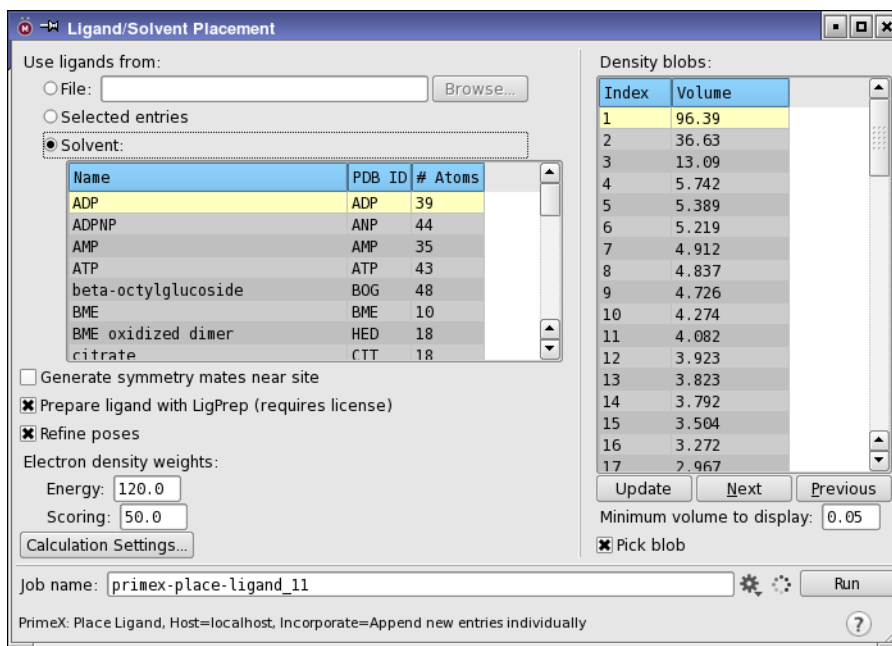 Ligand/Solvent Placement
Use ligands from:
File:
Browse...
Selected entries
Solvent:
Name PDB ID # Atoms
ADP ADP 39
ADPNP ANP 44
AMP AMP 35
ATP ATP 43
beta-octylglucoside BOG 48
BME BME 10
BME oxidized dimer HED 18
citrate CIT 18
Generate symmetry mates near site
Prepare ligand with LigPrep (requires license)
Refine poses
Electron density weights:
Energy: 120.0
Scoring: 50.0
Calculation Settings...
Density blobs:
Index Volume
1 96.39
2 36.63
3 13.09
4 5.742
5 5.389
6 5.219
7 4.912
8 4.837
9 4.726
10 4.274
11 4.082
12 3.923
13 3.823
14 3.792
15 3.504
16 3.272
17 2.967
Update Next Previous
Minimum volume to display: 0.05
Pick blob
Job name: primex-place-ligand_11 Run
PrimeX: Place Ligand, Host=localhost, Incorporate=Append new entries individually ?